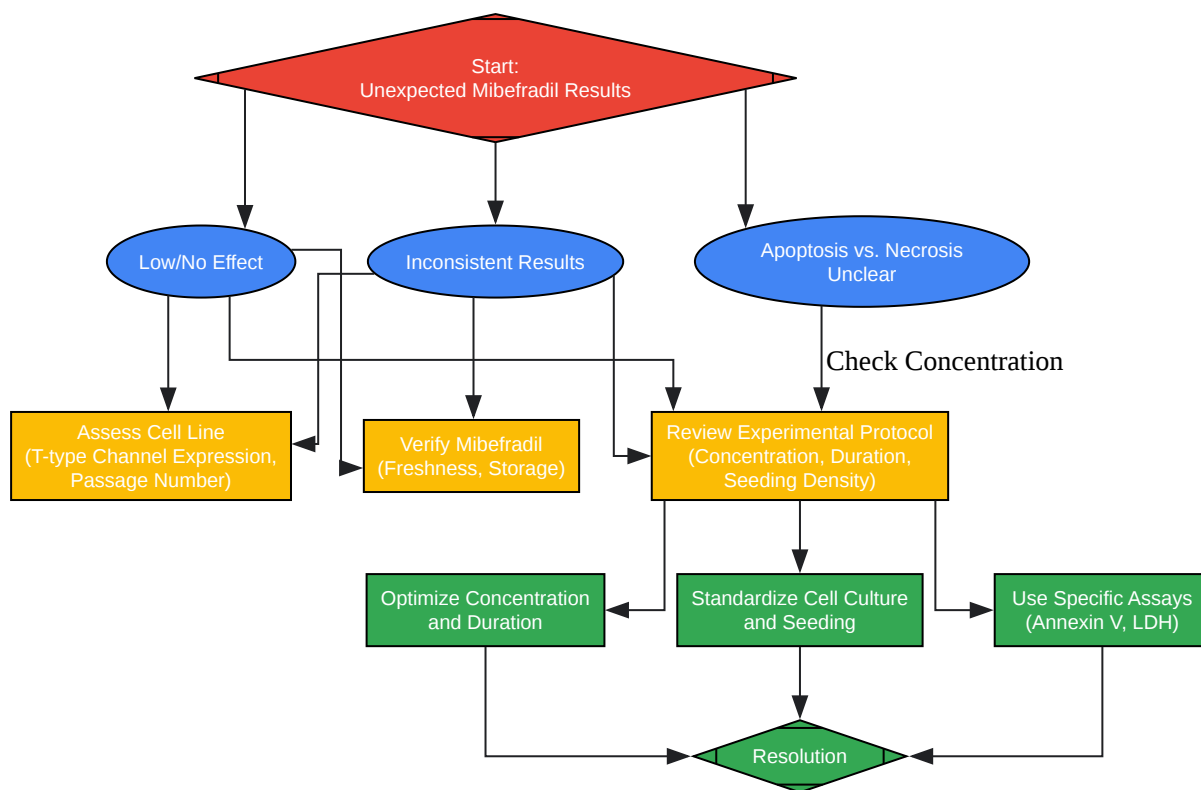 Start:
Unexpected Mibefradil Results
Low/No Effect
Inconsistent Results
Apoptosis vs. Necrosis
Unclear
Check Concentration
Assess Cell Line
(T-type Channel Expression,
Passage Number)
Verify Mibefradil
(Freshness, Storage)
Review Experimental Protocol
(Concentration, Duration,
Seeding Density)
Optimize Concentration
and Duration
Standardize Cell Culture
and Seeding
Use Specific Assays
(Annexin V, LDH)
Resolution